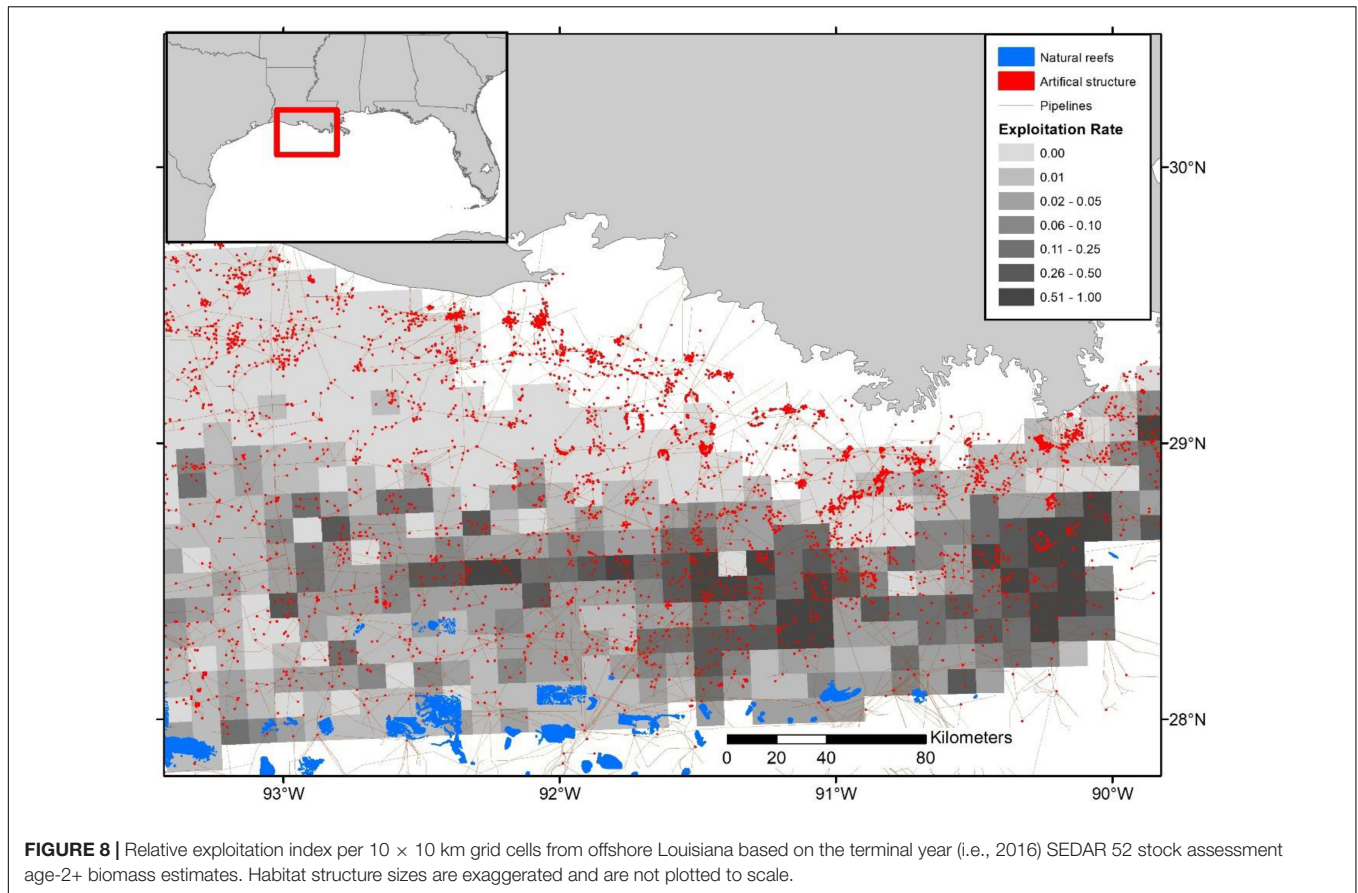 Natural reefs
Artifical structure
Pipelines
Exploitation Rate
0.00
0.01
0.02 - 0.05
0.06 - 0.10
0.11 - 0.25
0.26 - 0.50
0.51 - 1.00
30°N
29°N
28°N
Kilometers
0 20 40 80
93°W 92°W 91°W 90°W
FIGURE 8 | Relative exploitation index per 10 × 10 km grid cells from offshore Louisiana based on the terminal year (i.e., 2016) SEDAR 52 stock assessment
age-2+ biomass estimates. Habitat structure sizes are exaggerated and are not plotted to scale.